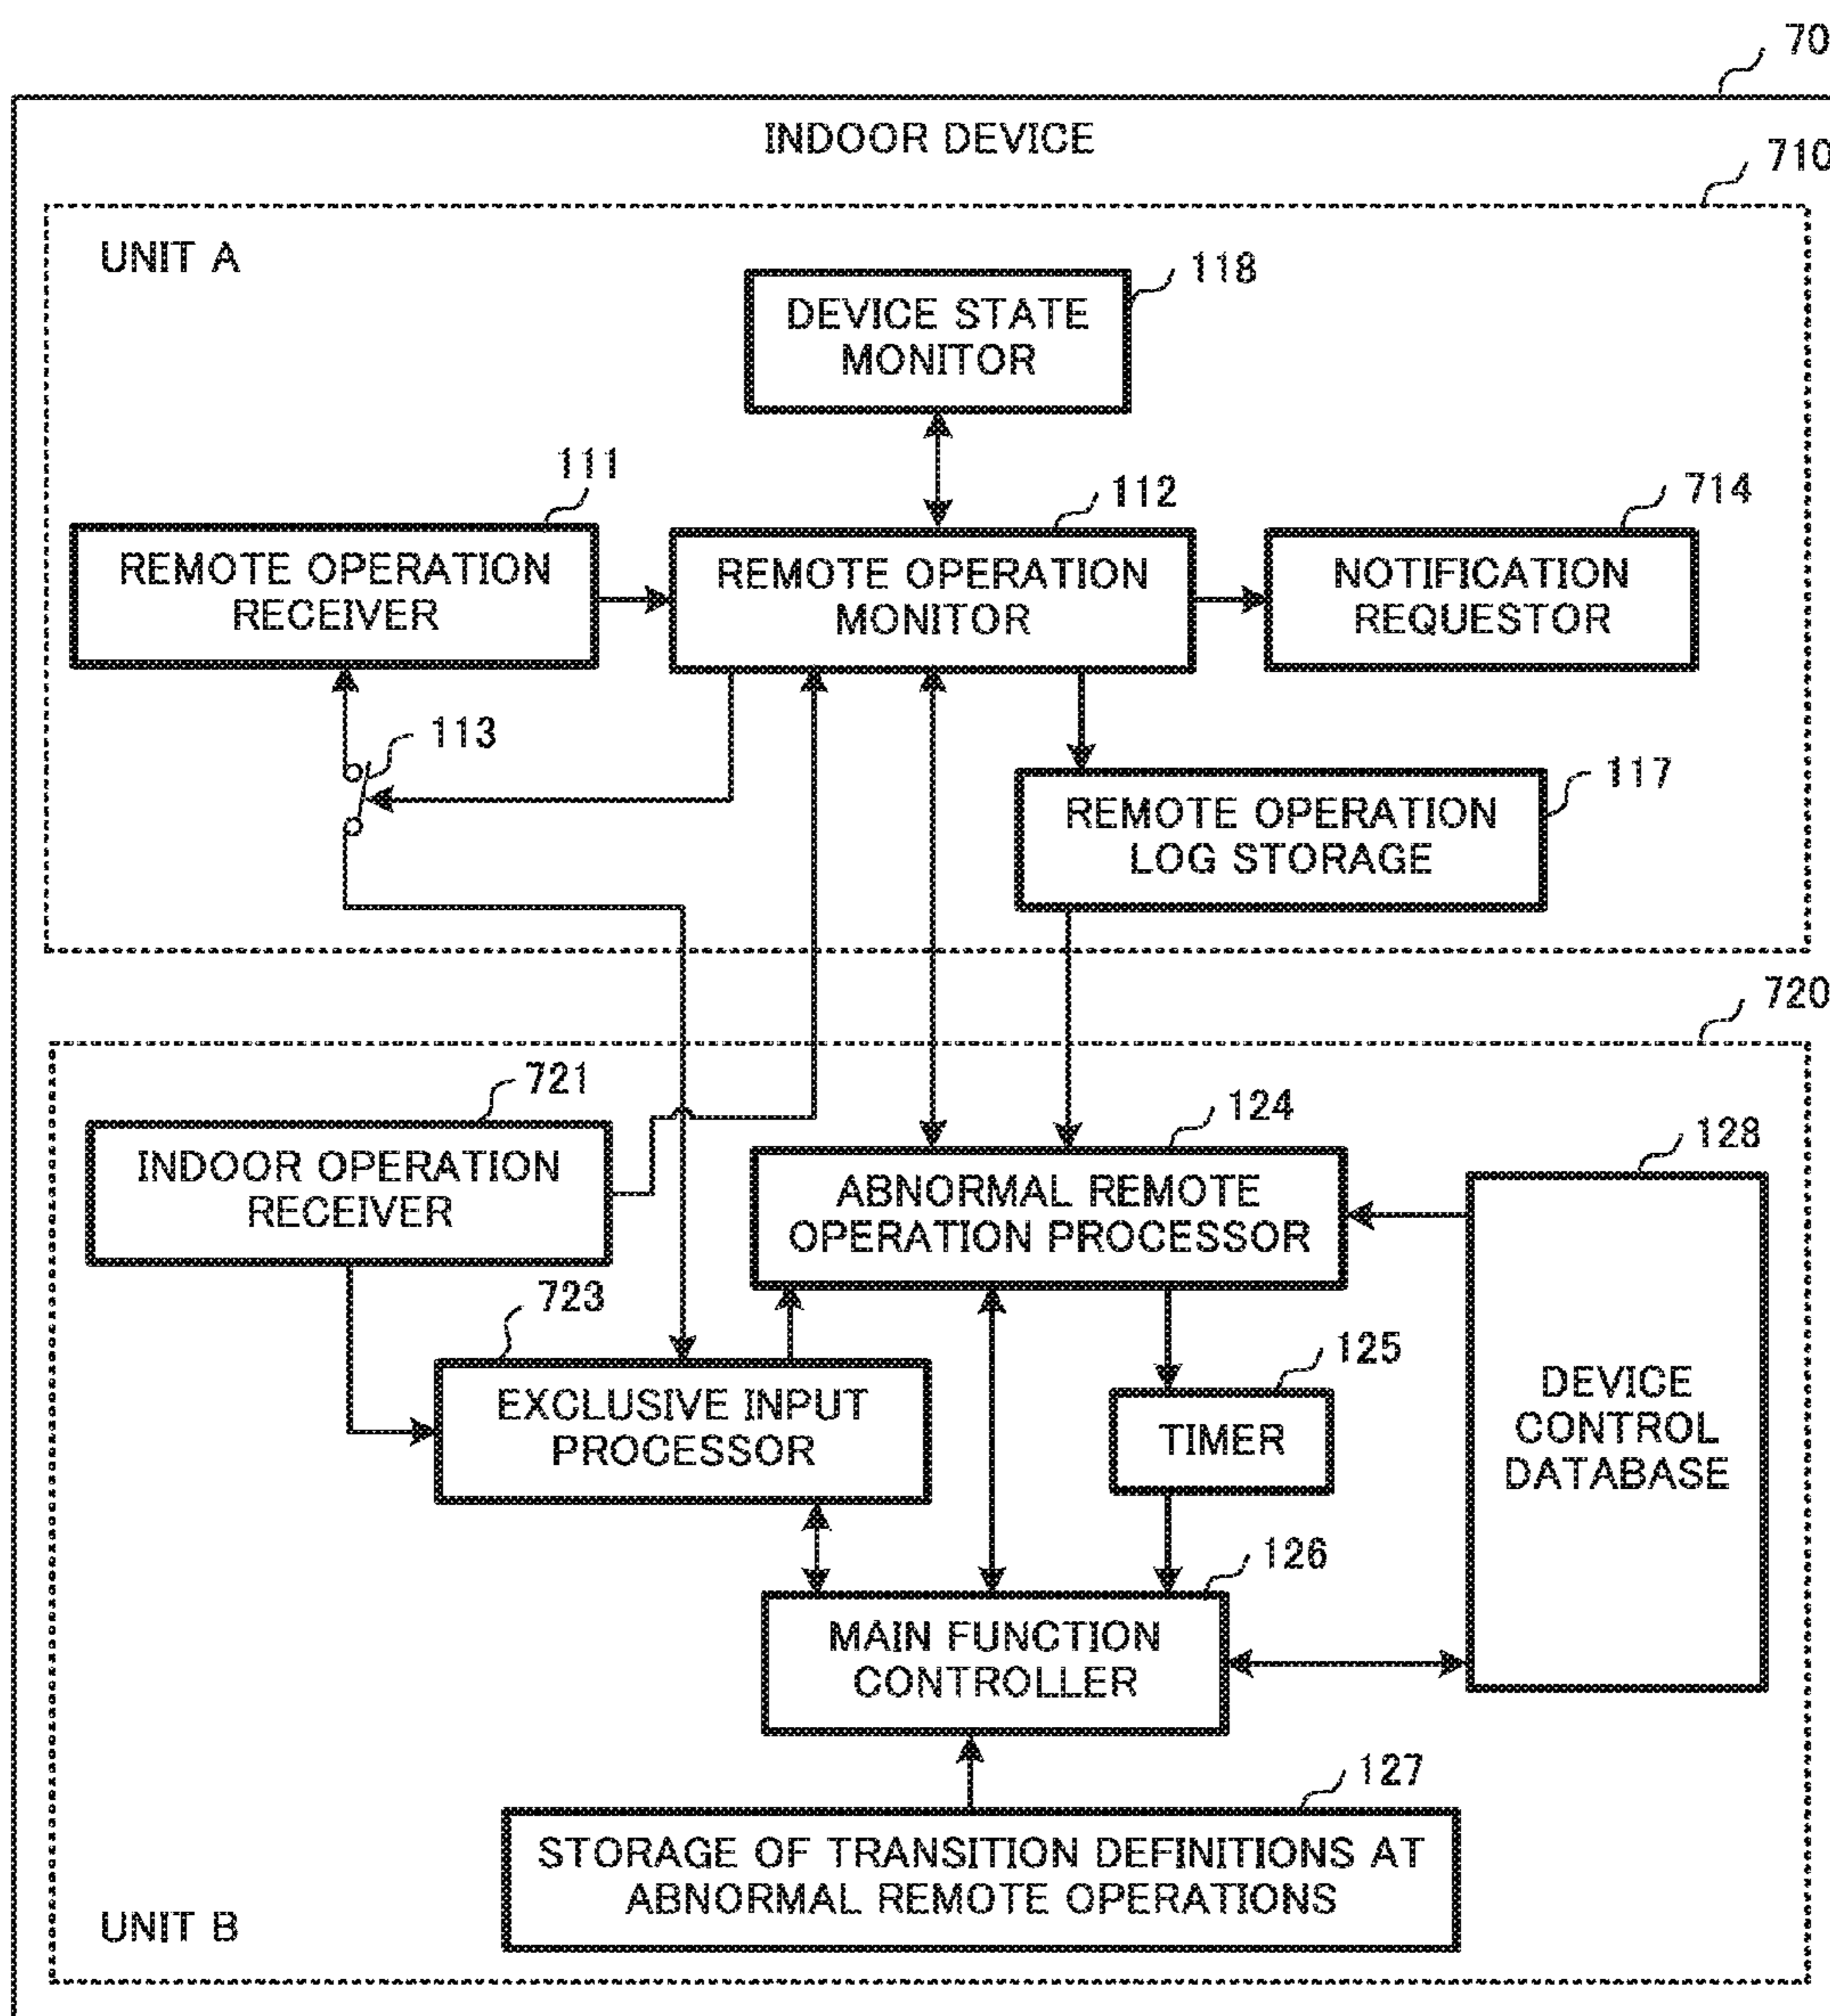 70
INDOOR DEVICE
710
UNIT A
118
DEVICE STATE
MONITOR
111
112
714
REMOTE OPERATION
RECEIVER
REMOTE OPERATION
MONITOR
NOTIFICATION
REQUESTOR
113
117
REMOTE OPERATION
LOG STORAGE
720
721
124
128
INDOOR OPERATION
RECEIVER
ABNORMAL REMOTE
OPERATION PROCESSOR
723
125
EXCLUSIVE INPUT
PROCESSOR
TIMER
DEVICE
CONTROL
DATABASE
126
MAIN FUNCTION
CONTROLLER
127
STORAGE OF TRANSITION DEFINITIONS AT
ABNORMAL REMOTE OPERATIONS
UNIT B